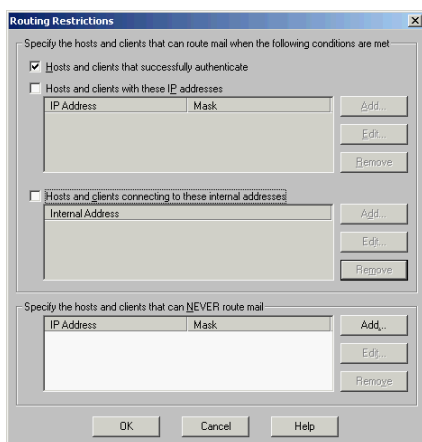 Routing Restrictions
Specify the hosts and clients that can route mail when the following conditions are met
Hosts and clients that successfully authenticate
Hosts and clients with these IP addresses
IP Address Mask
Add...
Edit...
Remove
Hosts and clients connecting to these internal addresses
Internal Address
Add...
Edit...
Remove
Specify the hosts and clients that can NEVER route mail
IP Address Mask
Add...
Edit...
Remove
OK Cancel Help